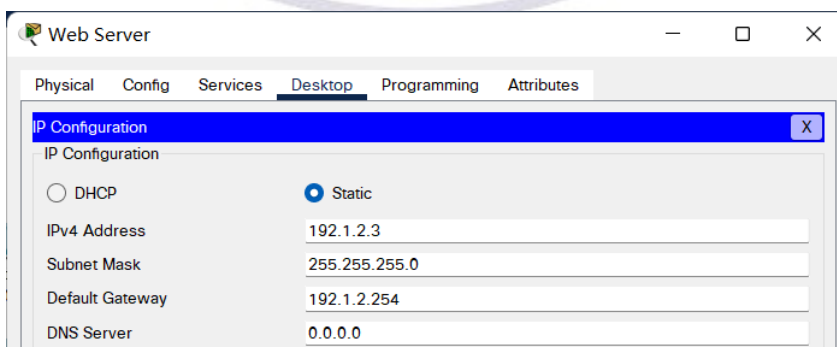 Web Server
Physical Config Services Desktop Programming Attributes
IP Configuration X
IP Configuration
DHCP Static
IPv4 Address 192.1.2.3
Subnet Mask 255.255.255.0
Default Gateway 192.1.2.254
DNS Server 0.0.0.0